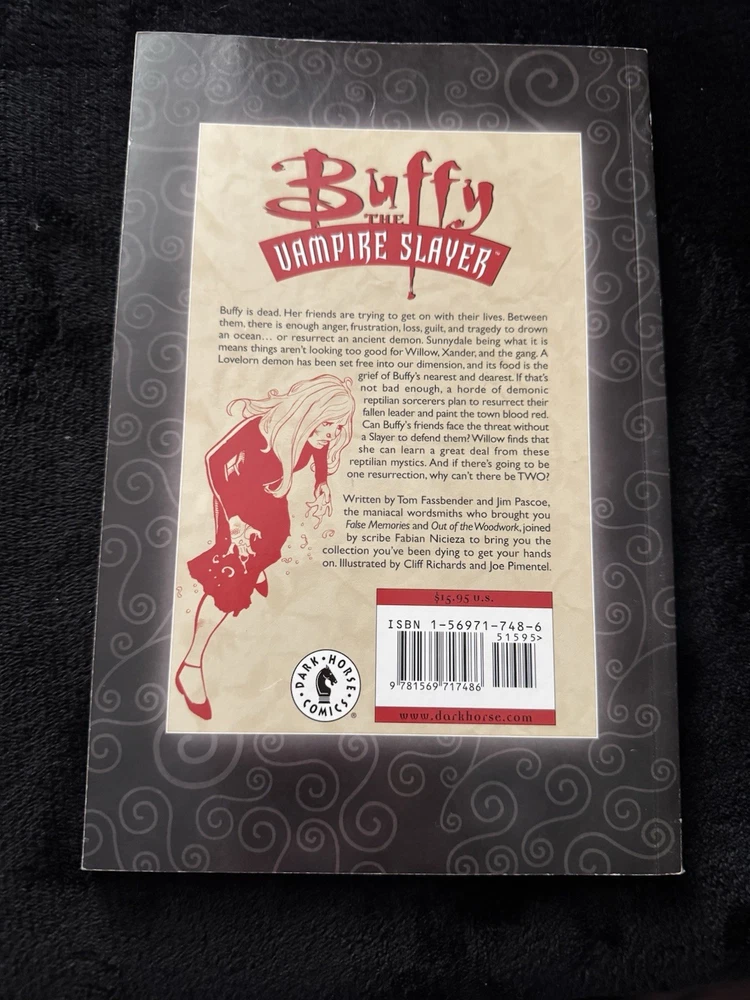 Buffy
THE
VAMPIRE SLAYER™
Buffy is dead. Her friends are trying to get on with their lives. Between
them, there is enough anger, frustration, loss, guilt, and tragedy to drown
an ocean... or resurrect an ancient demon. Sunnydale being what it is
means things aren't looking too good for Willow, Xander, and the gang. A
Lovelorn demon has been set free into our dimension, and its food is the
grief of Buffy's nearest and dearest. If that's
not bad enough, a horde of demonic
reptilian sorcerers plan to resurrect their
fallen leader and paint the town blood red.
Can Buffy's friends face the threat without
a Slayer to defend them? Willow finds that
she can learn a great deal from these
reptilian mystics. And if there's going to be
one resurrection, why can't there be TWO?
Written by Tom Fassbender and Jim Pascoe,
the maniacal wordsmiths who brought you
False Memories and Out of the Woodwork, joined
by scribe Fabian Nicieza to bring you the
collection you've been dying to get your hands
on. Illustrated by Cliff Richards and Joe Pimentel.
$15.95 U.S.
ISBN 1-56971-748-6
51595>
9 781569 717486
www.darkhorse.com
DARK HORSE
COMICS
®